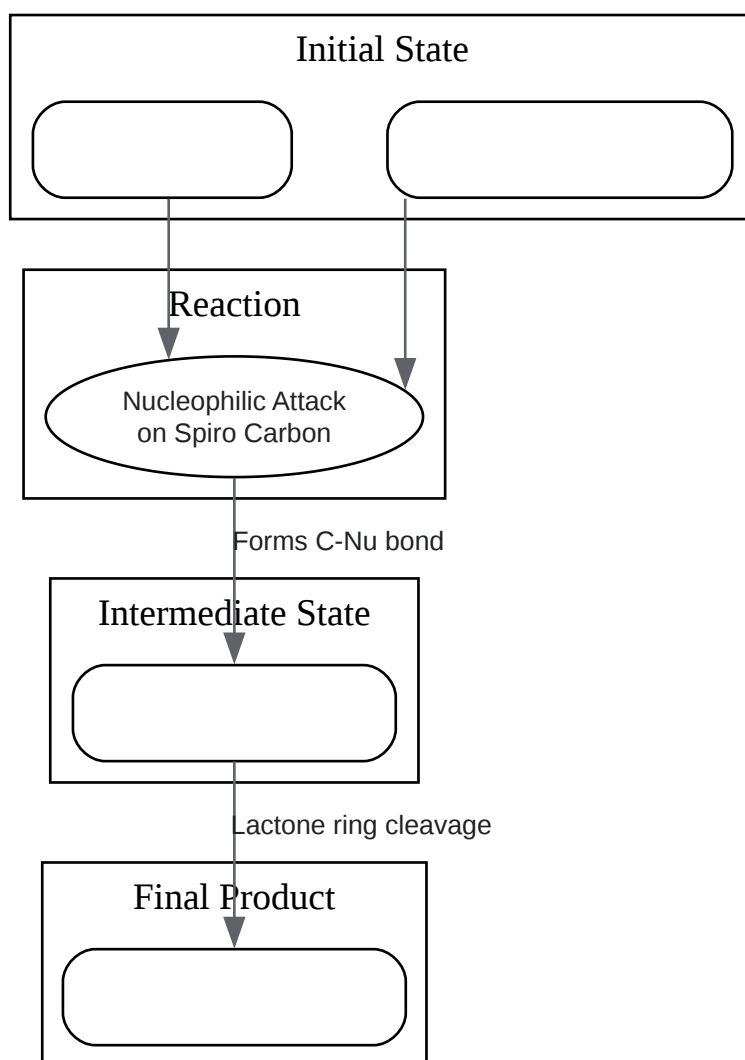 Initial State
Reaction
Nucleophilic Attack
on Spiro Carbon
Forms C-Nu bond
Intermediate State
Lactone ring cleavage
Final Product